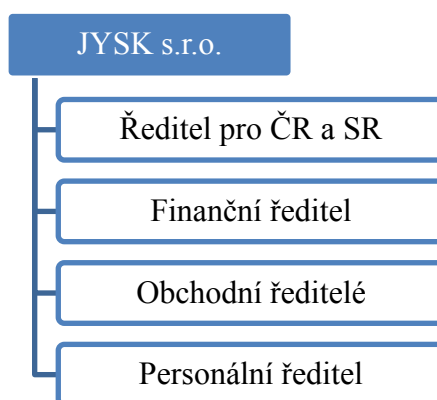 JYSK s.r.o.
Ředitel pro ČR a SR
Finanční ředitel
Obchodní ředitelé
Personální ředitel